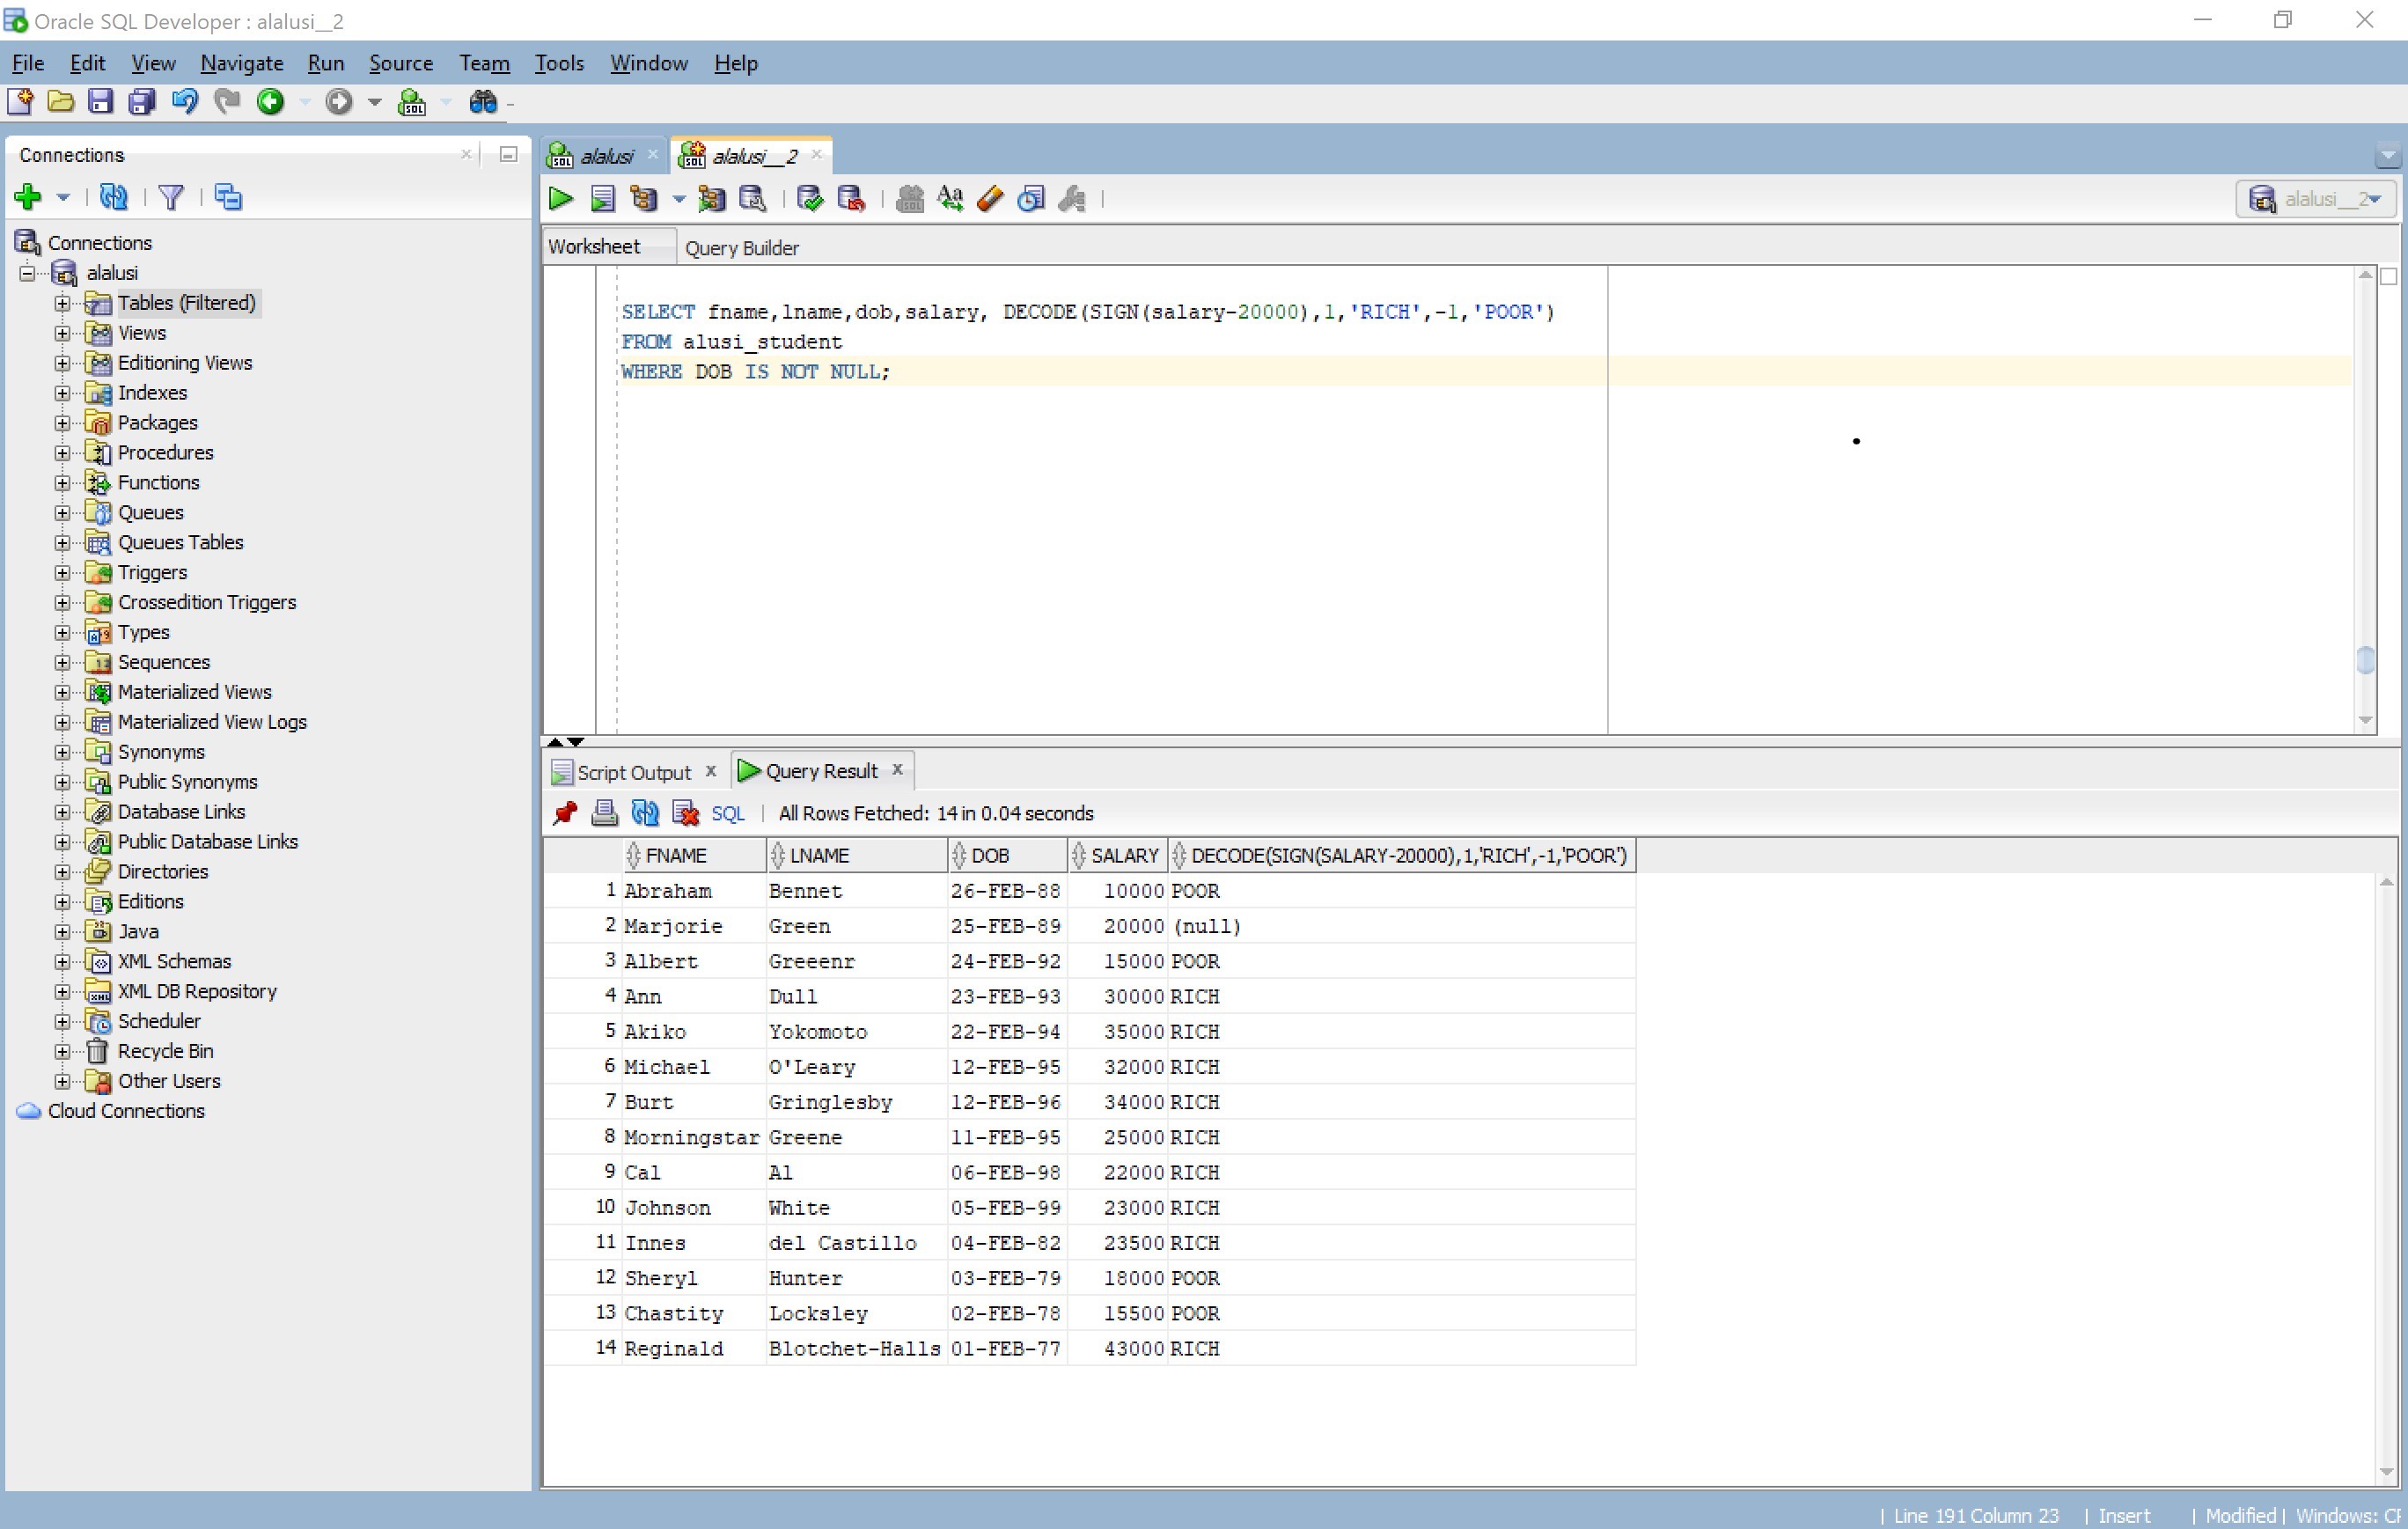 Oracle SQL Developer : alalusi__2
File Edit View Navigate Run Source Team Tools Window Help
Connections
alalusi
alalusi__2
alalusi__2
Worksheet
Query Builder
Connections
alalusi
Tables (Filtered)
Views
Editioning Views
Indexes
Packages
Procedures
Functions
Queues
Queues Tables
Triggers
Crossedition Triggers
Types
Sequences
Materialized Views
Materialized View Logs
Synonyms
Public Synonyms
Database Links
Public Database Links
Directories
Editions
Java
XML Schemas
XML DB Repository
Scheduler
Recycle Bin
Other Users
Cloud Connections
SELECT fname,lname,dob,salary, DECODE(SIGN(salary-20000),1,'RICH',-1,'POOR')
FROM alusi_student
WHERE DOB IS NOT NULL;
Script Output x Query Result x
SQL | All Rows Fetched: 14 in 0.04 seconds
FNAME LNAME DOB SALARY DECODE(SIGN(SALARY-20000),1,'RICH',-1,'POOR')
1 Abraham Bennet 26-FEB-88 10000 POOR
2 Marjorie Green 25-FEB-89 20000 (null)
3 Albert Greeenr 24-FEB-92 15000 POOR
4 Ann Dull 23-FEB-93 30000 RICH
5 Akiko Yokomoto 22-FEB-94 35000 RICH
6 Michael O'Leary 12-FEB-95 32000 RICH
7 Burt Gringlesby 12-FEB-96 34000 RICH
8 Morningstar Greene 11-FEB-95 25000 RICH
9 Cal Al 06-FEB-98 22000 RICH
10 Johnson White 05-FEB-99 23000 RICH
11 Innes del Castillo 04-FEB-82 23500 RICH
12 Sheryl Hunter 03-FEB-79 18000 POOR
13 Chastity Locksley 02-FEB-78 15500 POOR
14 Reginald Blotchet-Halls 01-FEB-77 43000 RICH
| Line 191 Column 23 | Insert | Modified | Windows: CF